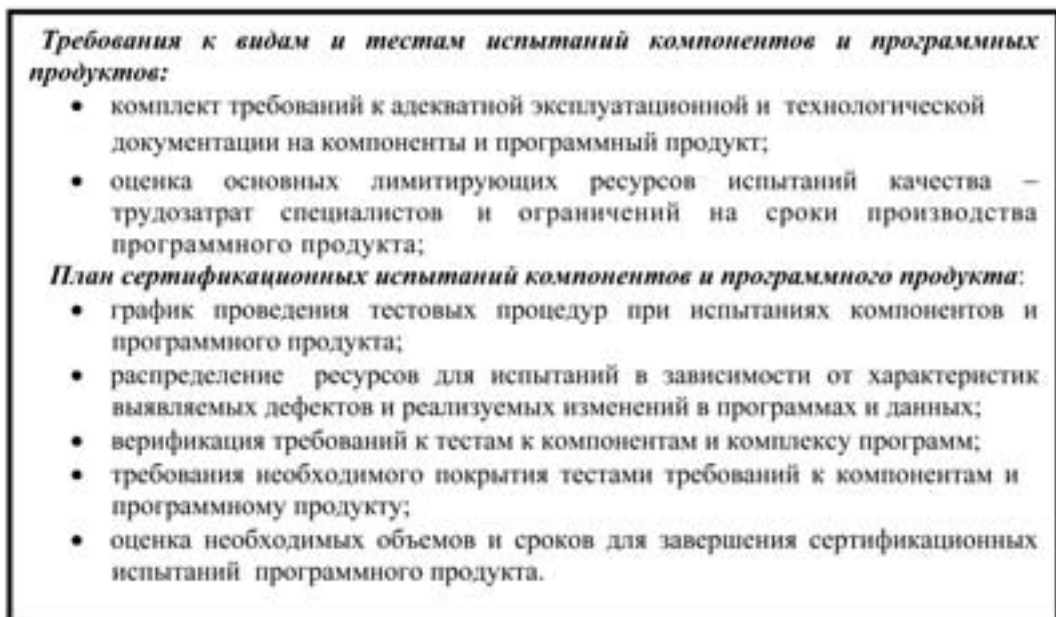 Требования к видам и тестам испытаний компонентов и программных
продуктов:
• комплект требований к адекватной эксплуатационной и технологической
документации на компоненты и программный продукт;
• оценка основных лимитирующих ресурсов испытаний качества –
трудозатрат специалистов и ограничений на сроки производства
программного продукта;
План сертификационных испытаний компонентов и программного продукта:
• график проведения тестовых процедур при испытаниях компонентов и
программного продукта;
• распределение ресурсов для испытаний в зависимости от характеристик
выявляемых дефектов и реализуемых изменений в программах и данных;
• верификация требований к тестам к компонентам и комплексу программ;
• требования необходимого покрытия тестами требований к компонентам и
программному продукту;
• оценка необходимых объемов и сроков для завершения сертификационных
испытаний программного продукта.